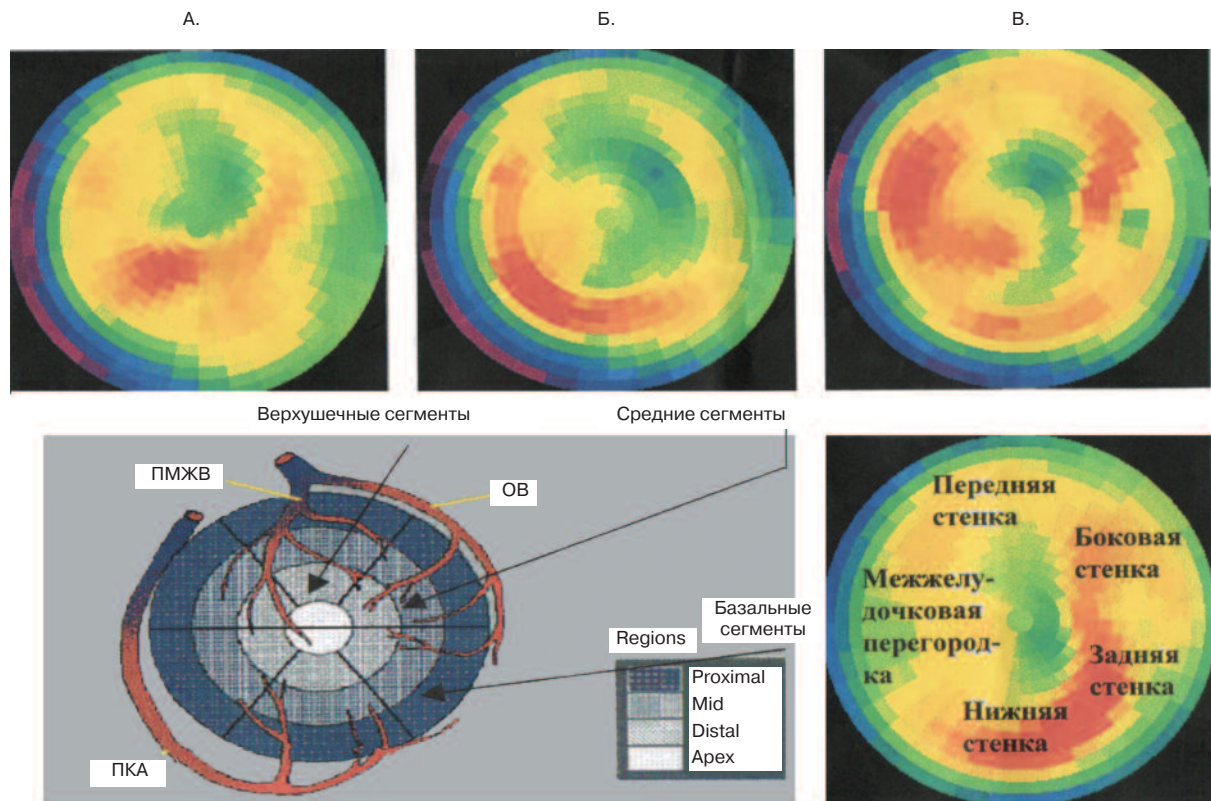 А.
Б.
В.
Верхушечные сегменты
Средние сегменты
ПМЖВ
ОВ
Базальные
сегменты
Regions
Proximal
Mid
Distal
Apex
ПКА
Передняя
стенка
Боковая
стенка
Межжелу-
дочковая
перегород-
ка
Задняя
стенка
Нижняя
стенка